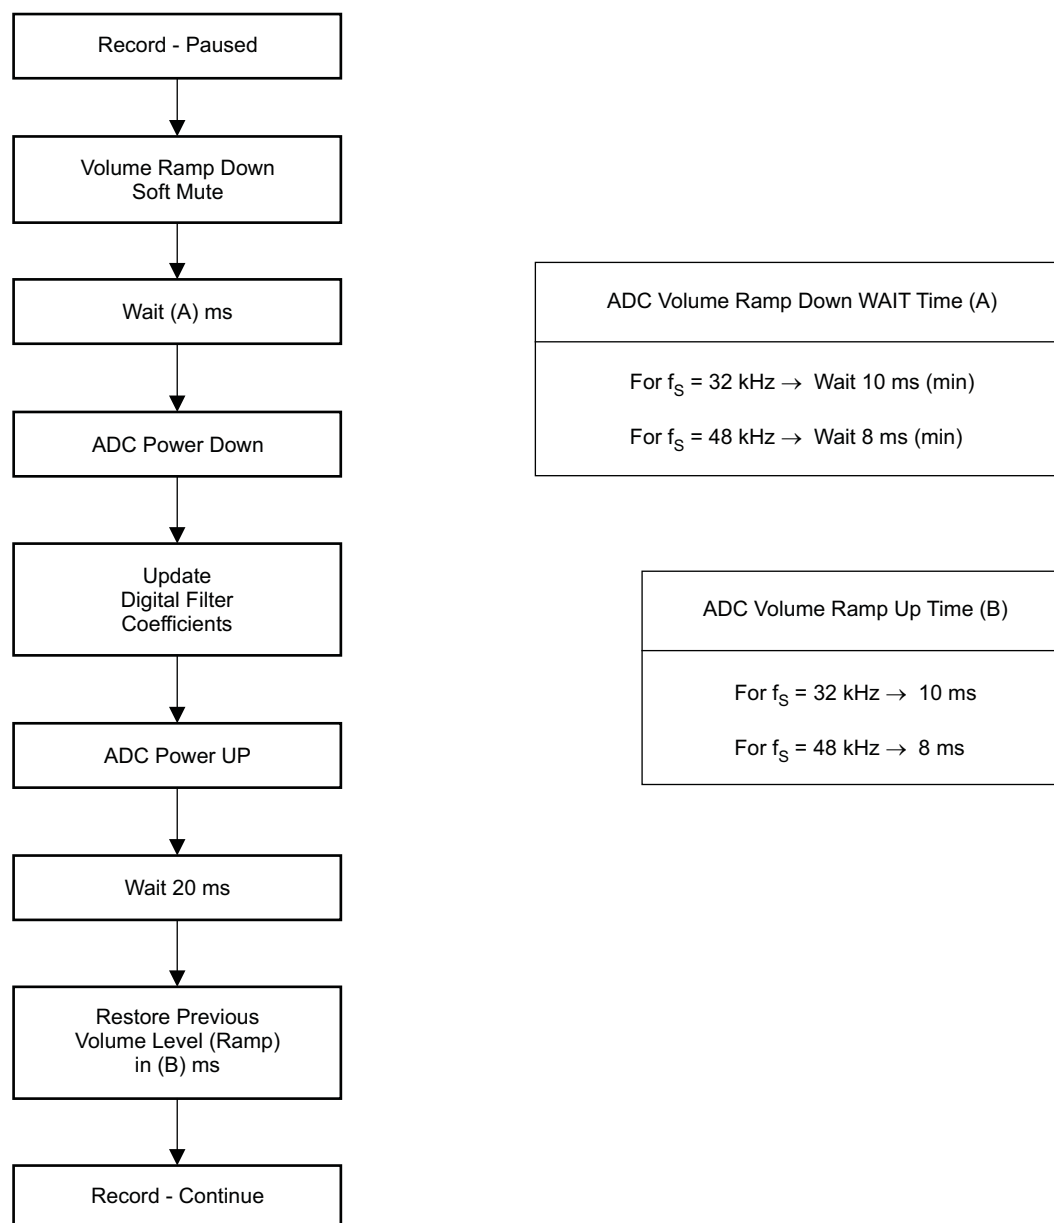 Record - Paused
Volume Ramp Down
Soft Mute
Wait (A) ms
ADC Power Down
Update
Digital Filter
Coefficients
ADC Power UP
Wait 20 ms
Restore Previous
Volume Level (Ramp)
in (B) ms
Record - Continue
ADC Volume Ramp Down WAIT Time (A)
For fS = 32 kHz → Wait 10 ms (min)
For fS = 48 kHz → Wait 8 ms (min)
ADC Volume Ramp Up Time (B)
For fS = 32 kHz → 10 ms
For fS = 48 kHz → 8 ms